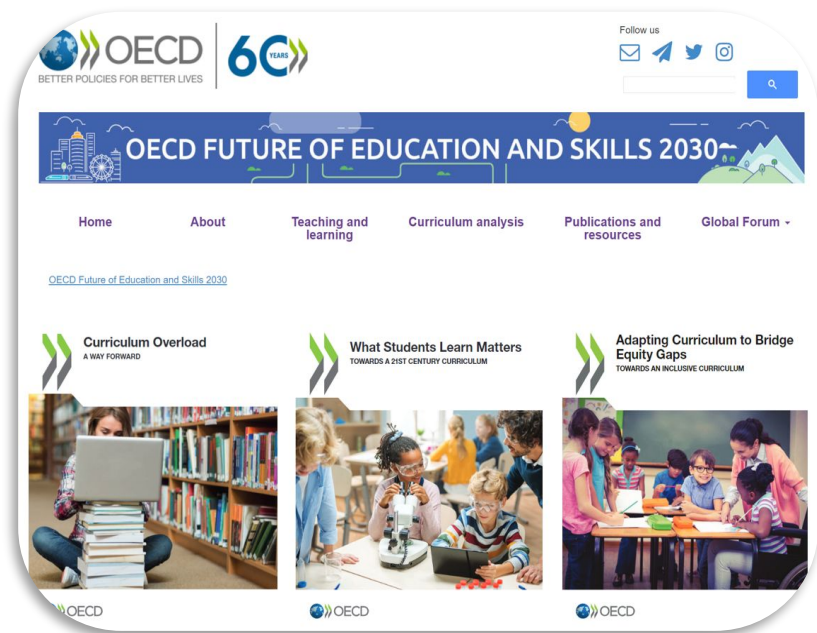 OECD
BETTER POLICIES FOR BETTER LIVES
60
YEARS
Follow us
OECD FUTURE OF EDUCATION AND SKILLS 2030
Home
About
Teaching and
learning
Curriculum analysis
Publications and
resources
Global Forum
OECD Future of Education and Skills 2030
Curriculum Overload
A WAY FORWARD
What Students Learn Matters
TOWARDS A 21ST CENTURY CURRICULUM
Adapting Curriculum to Bridge
Equity Gaps
TOWARDS AN INCLUSIVE CURRICULUM
OECD
OECD
OECD